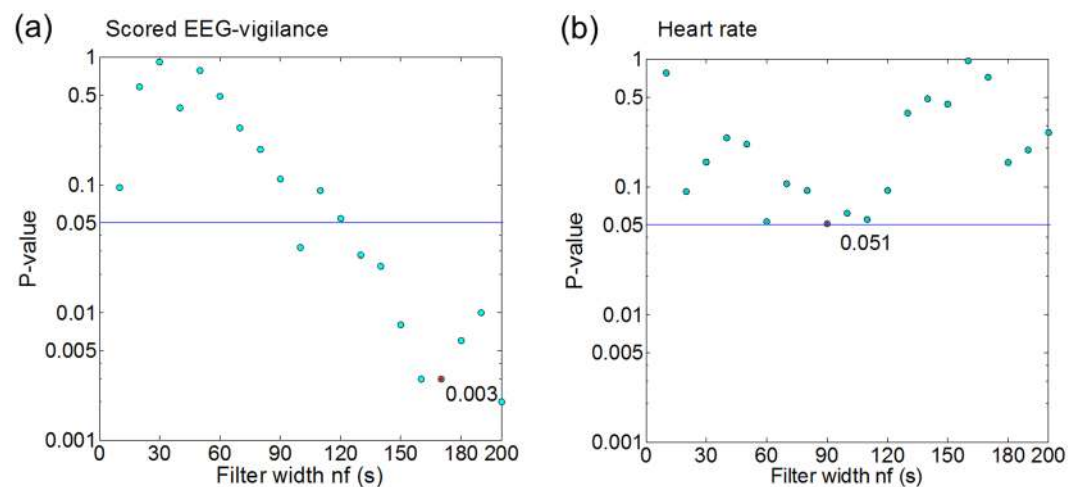 (a) Scored EEG-vigilance
1
0.5
0.1
0.05
0.01
0.005
0.001
P-value
0.003
0 30 60 90 120 150 180 200
Filter width nf (s)
(b) Heart rate
1
0.5
0.1
0.05
0.01
0.005
0.001
P-value
0.051
0 30 60 90 120 150 180 200
Filter width nf (s)